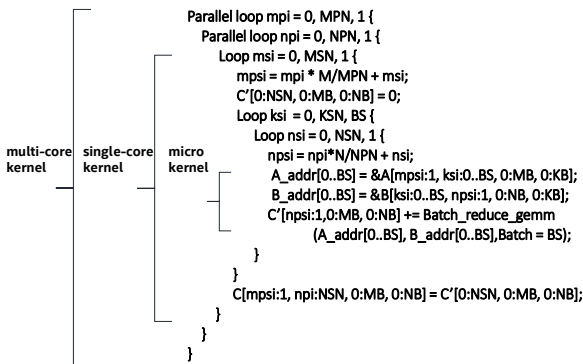 Parallel loop mpi = 0, MPN, 1 {
Parallel loop npi = 0, NPN, 1 {
Loop msi = 0, MSN, 1 {
mpsi = mpi * M/MPN + msi;
C'[0:NSN, 0:MB, 0:NB] = 0;
Loop ksi = 0, KSN, BS {
Loop nsi = 0, NSN, 1 {
npsi = npi*N/NPN + nsi;
A_addr[0..BS] = &A[mpsi:1, ksi:0..BS, 0:MB, 0:KB];
B_addr[0..BS] = &B[ksi:0..BS, npsi:1, 0:NB, 0:KB];
C'[npsi:1,0:MB, 0:NB] += Batch_reduce_gemm
(A_addr[0..BS], B_addr[0..BS],Batch = BS);
}
}
C[mpsi:1, npi:NSN, 0:MB, 0:NB] = C'[0:NSN, 0:MB, 0:NB];
}
}
}
multi-core
kernel
single-core
kernel
micro
kernel